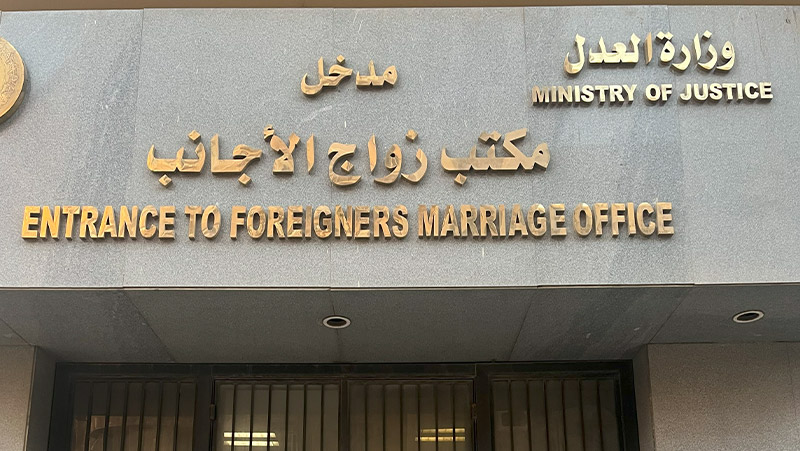 وزارة العدل
MINISTRY OF JUSTICE
مدخل
مكتب زواج الأجانب
ENTRANCE TO FOREIGNERS MARRIAGE OFFICE